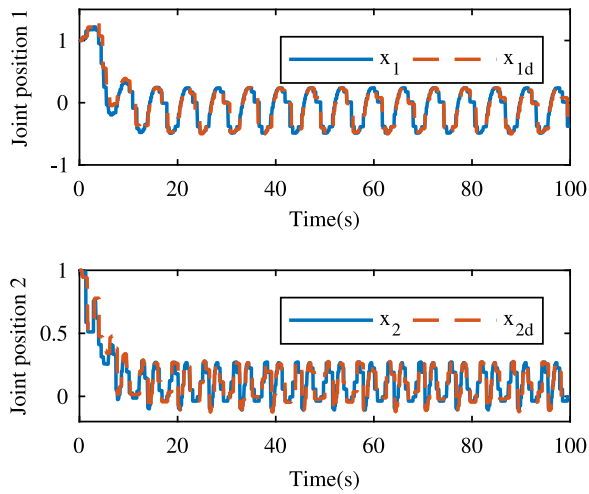 Joint position 1
1
0
-1
x1 x1d
0 20 40 60 80 100
Time(s)
Joint position 2
1
0.5
0
x2 x2d
0 20 40 60 80 100
Time(s)